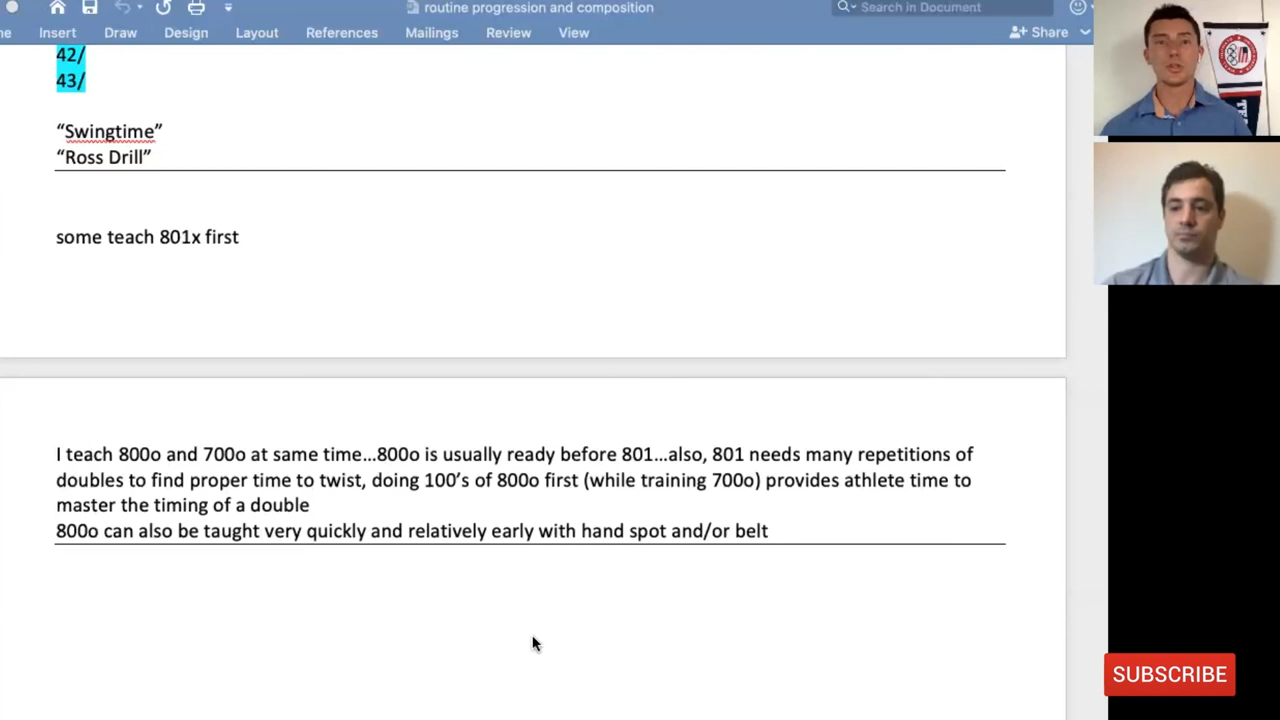 routine progression and composition
Search in Document
Insert Draw Design Layout References Mailings Review View Share
42/
43/
“Swingtime”
“Ross Drill”
some teach 801x first
I teach 800o and 700o at same time…800o is usually ready before 801…also, 801 needs many repetitions of
doubles to find proper time to twist, doing 100’s of 800o first (while training 700o) provides athlete time to
master the timing of a double
800o can also be taught very quickly and relatively early with hand spot and/or belt
SUBSCRIBE